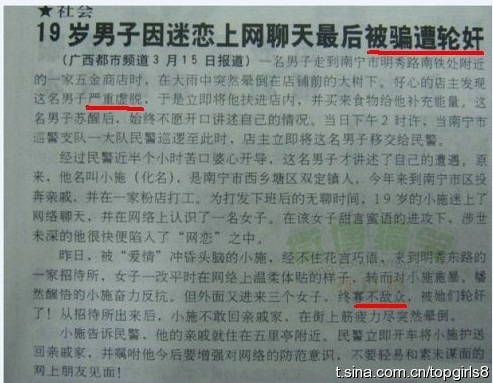 ★社会
19岁男子因迷恋上网聊天最后被骗遭轮奸
（广西都市频道3月15日报道）一名男子走到南宁市明秀路南铁处附近
的一家五金商店时，在大雨中突然晕倒在店铺前的大树下。好心的店主发现
这名男子严重虚脱，于是立即将他扶进店内，并买来食物给他补充能量。这
名男子苏醒后，始终不愿开口讲述自己的情况。当日下午2时许，当南宁市
巡警支队一大队民警巡逻至此时，店主立即将这名男子移交给民警。
经过民警近半个小时苦口婆心开导，这名男子才讲述了自己的遭遇。原
来，他名叫小施（化名），是南宁市西乡塘区双定镇人，今年来到南宁市区投
奔亲戚，并在一家粉店打工。为打发下班后的无聊时间，19岁的小施迷上了
网络聊天，并在网络上认识了一名女子。在该女子甜言蜜语的进攻下，涉世
未深的他很快便陷入了“网恋”之中。
昨日，被“爱情”冲昏头脑的小施，经不住花言巧语、来到明秀东路的
一家招待所，女子一改平时在网络上温柔体贴的样子，转而对小施施暴。幡
然醒悟的小施奋力反抗。但外面又进来三个女子，终寡不敌众，被她们轮奸
了！从招待所出来后，小施不敢回亲戚家，在街上筋疲力尽突然晕倒。
小施告诉民警，他的亲戚就住在五里亭附近。民警立即开车将小施护送
回亲戚家，并嘱咐他今后要增强对网络的防范意识，不要轻易和素未谋面的
网上朋友见面！
t.sina.com.cn/topgirls8